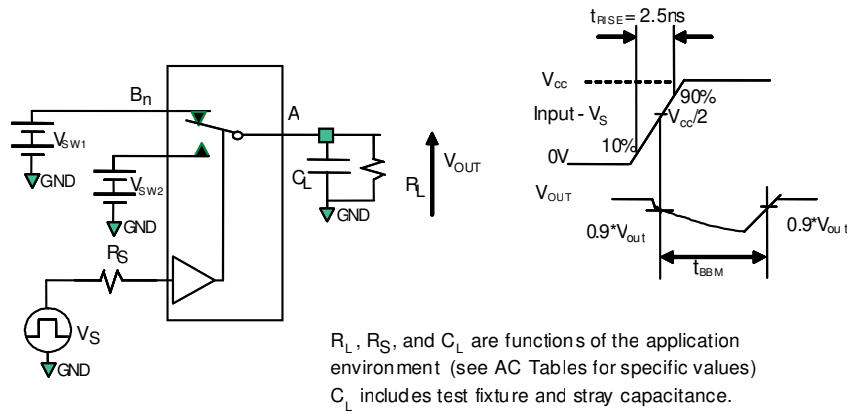 tRISE = 2.5ns
Vcc
90%
Input - VS
Vcc/2
10%
0V
VOUT
0.9*Vout
0.9*Vout
tBBM
Bn
A
VSW1
GND
VSW2
GND
CL
RL
VOUT
GND
RS
VS
GND
RL, RS, and CL are functions of the application
environment (see AC Tables for specific values)
CL includes test fixture and stray capacitance.